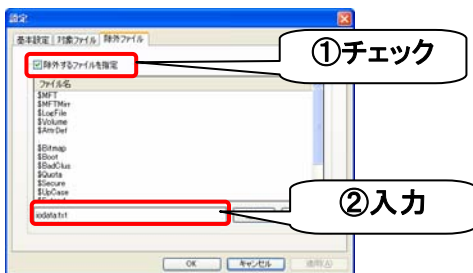 設定
基本設定 対象ファイル 除外ファイル
①チェック
除外するファイルを指定
ファイル名
$MFT
$MFTMirr
$LogFile
$Volume
$AttrDef
$Bitmap
$Boot
$BadClus
$Quota
$Secure
$UpCase
②入力
iodata.txt
OK キャンセル 適用(A)